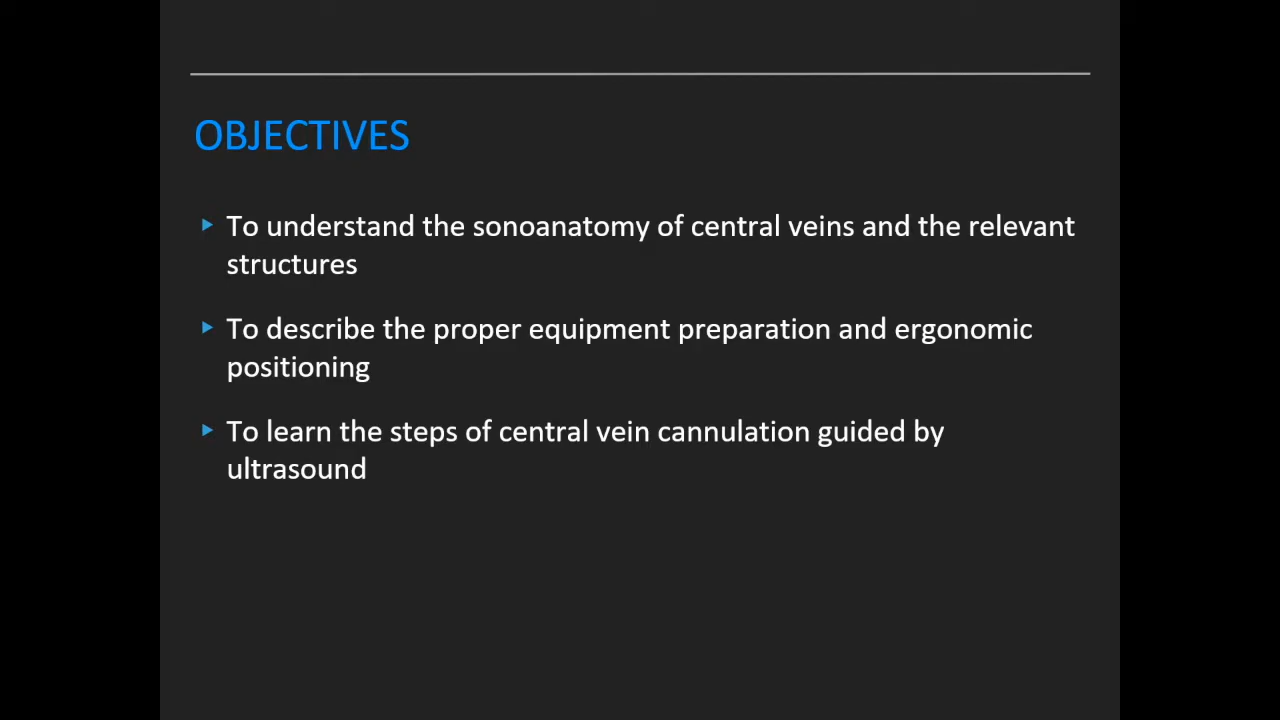 OBJECTIVES
To understand the sonoanatomy of central veins and the relevant
structures
To describe the proper equipment preparation and ergonomic
positioning
To learn the steps of central vein cannulation guided by
ultrasound